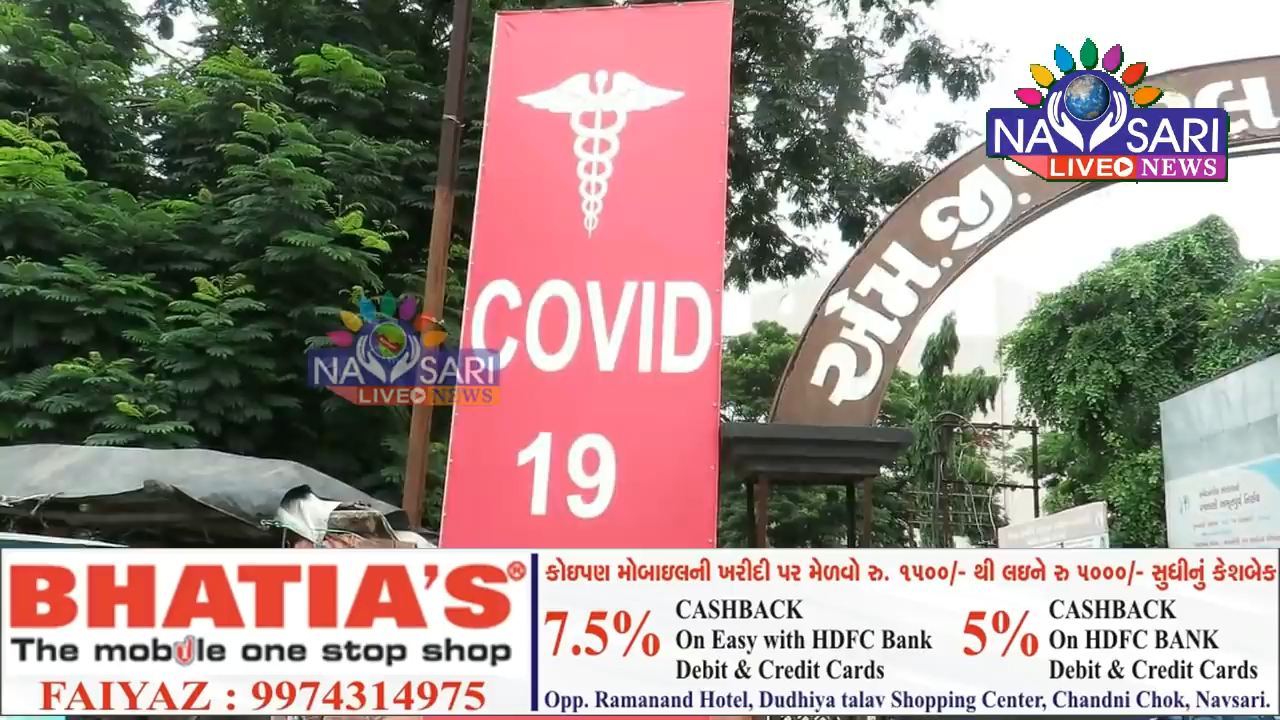 NAVSARI
LIVE NEWS
એમ.જી.
COVID
19
NAVSARI
LIVE NEWS
BHATIA'S®
The mobile one stop shop
FAIYAZ : 9974314975
કોઇપણ મોબાઇલની ખરીદી પર મેળવો રુ. ૧૫૦૦/- થી લઇને રુ ૫૦૦૦/- સુધીનું કેશબેક
7.5% CASHBACK
On Easy with HDFC Bank
Debit & Credit Cards
5% CASHBACK
On HDFC BANK
Debit & Credit Cards
Opp. Ramanand Hotel, Dudhiya talav Shopping Center, Chandni Chok, Navsari.